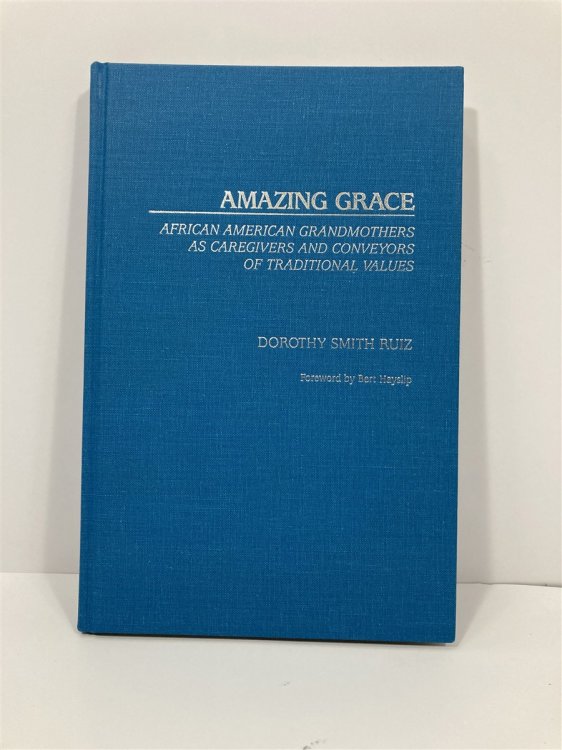 AMAZING GRACE
AFRICAN AMERICAN GRANDMOTHERS
AS CAREGIVERS AND CONVEYORS
OF TRADITIONAL VALUES
DOROTHY SMITH RUIZ
Foreword by Bert Hayslip